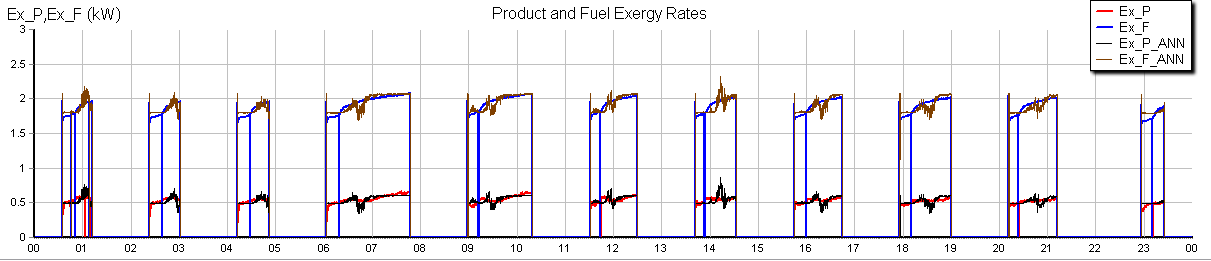 Product and Fuel Exergy Rates
Ex_P,Ex_F (kW)
Ex_P
Ex_F
Ex_P_ANN
Ex_F_ANN
3
2.5
2
1.5
1
0.5
0
00 01 02 03 04 05 06 07 08 09 10 11 12 13 14 15 16 17 18 19 20 21 22 23 00